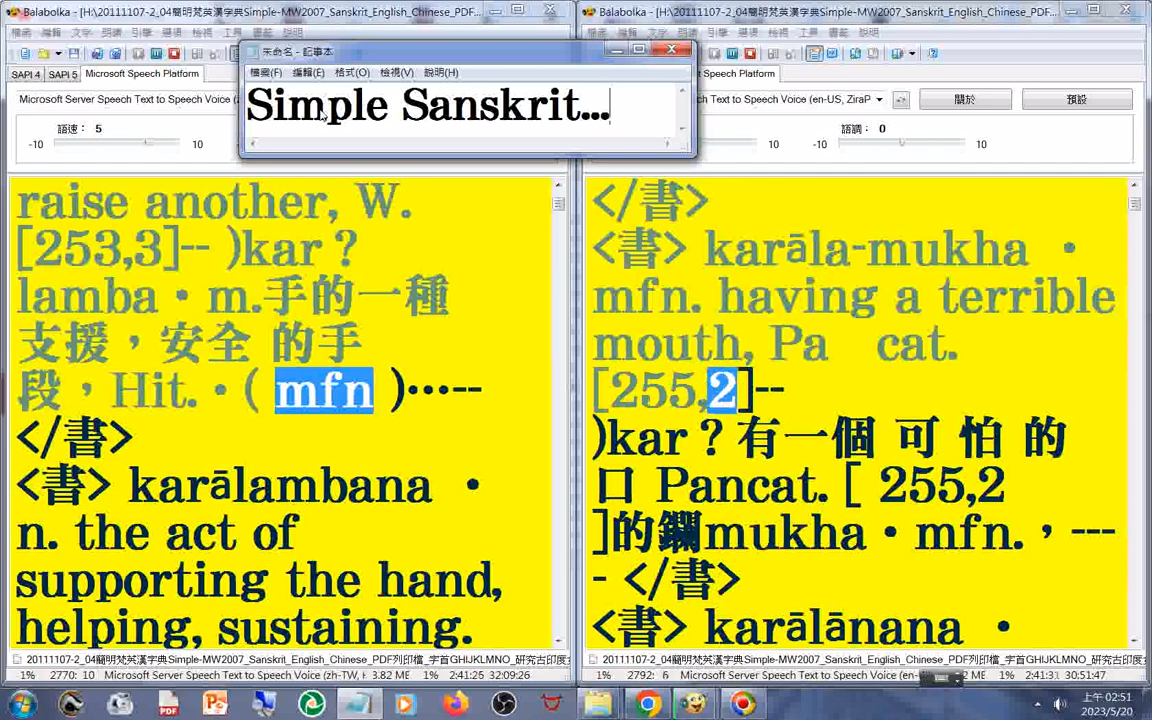 Balabolka - [H:\20111107-2_04簡明梵英漢字典Simple-MW2007_Sanskrit_English_Chinese_PDF...
Balabolka - [H:\20111107-2_04簡明梵英漢字典Simple-MW2007_Sanskrit_English_Chinese_PDF...
未命名 - 記事本
檔案(F) 編輯(E) 格式(O) 檢視(V) 說明(H)
Simple Sanskrit...
SAPI 4 SAPI 5 Microsoft Speech Platform
Speech Platform
Microsoft Server Speech Text to Speech Voice (z
ch Text to Speech Voice (en-US, ZiraP
關於 預設
語速： 5
-10 10
語調： 0
-10 10
raise another, W.
[253,3]-- )kar？
lamba・m.手的一種
支援，安全 的手
段，Hit.・( mfn )…--
</書>
<書> karālambana ・
n. the act of
supporting the hand,
helping, sustaining.
</書>
<書> karāla-mukha ・
mfn. having a terrible
mouth, Pa cat.
[255,2]--
)kar？有一個 可 怕 的
口 Pancat. [ 255,2
]的鑭mukha・mfn.，---
- </書>
<書> karālānana ・
20111107-2_04簡明梵英漢字典Simple-MW2007_Sanskrit_English_Chinese_PDF列印檔_字首GHIJKLMNO_研究古印度
20111107-2_04簡明梵英漢字典Simple-MW2007_Sanskrit_English_Chinese_PDF列印檔_字首GHIJKLMNO_研究古印度
1% 2770: 10 Microsoft Server Speech Text to Speech Voice (zh-TW, 3.82 MB 1% 2:41:25 32:09:26
1% 2792: 6 Microsoft Server Speech Text to Speech Voice (en- 1% 2:41:31 30:51:47
上午 02:51
2023/5/20